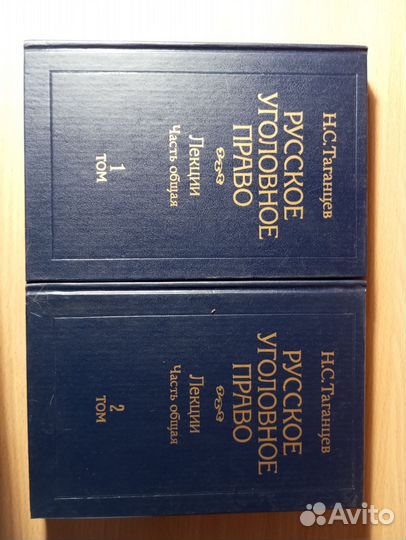 Н.С.Таганцев
РУССКОЕ
УГОЛОВНОЕ
ПРАВО
Лекции
Часть общая
1
ТОМ
Н.С.Таганцев
РУССКОЕ
УГОЛОВНОЕ
ПРАВО
Лекции
Часть общая
2
ТОМ
Avito